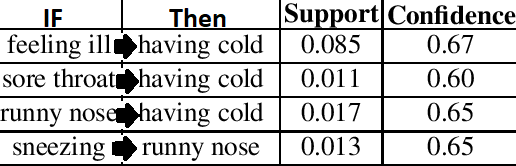 IF Then Support Confidence
feeling ill having cold 0.085 0.67
sore throat having cold 0.011 0.60
runny nose having cold 0.017 0.65
sneezing runny nose 0.013 0.65